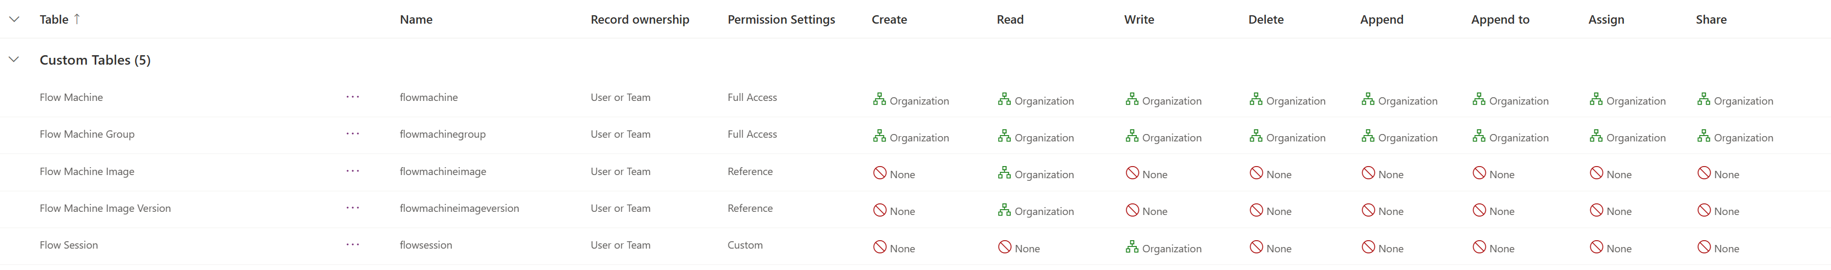 Table ↑ Name Record ownership Permission Settings Create Read Write Delete Append Append to Assign Share
Custom Tables (5)
Flow Machine ··· flowmachine User or Team Full Access Organization Organization Organization Organization Organization Organization Organization Organization
Flow Machine Group ··· flowmachinegroup User or Team Full Access Organization Organization Organization Organization Organization Organization Organization Organization
Flow Machine Image ··· flowmachineimage User or Team Reference None Organization None None None None None None
Flow Machine Image Version ··· flowmachineimageversion User or Team Reference None Organization None None None None None None
Flow Session ··· flowsession User or Team Custom None None Organization None None None None None